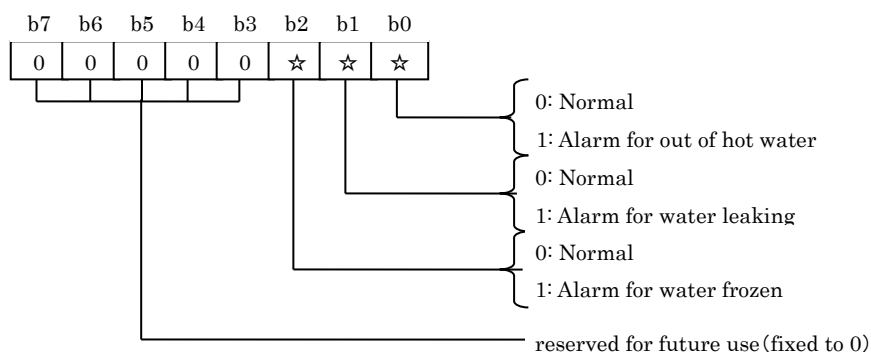 b7 b6 b5 b4 b3 b2 b1 b0
0 0 0 0 0 ☆ ☆ ☆
0: Normal
1: Alarm for out of hot water
0: Normal
1: Alarm for water leaking
0: Normal
1: Alarm for water frozen
reserved for future use(fixed to 0)